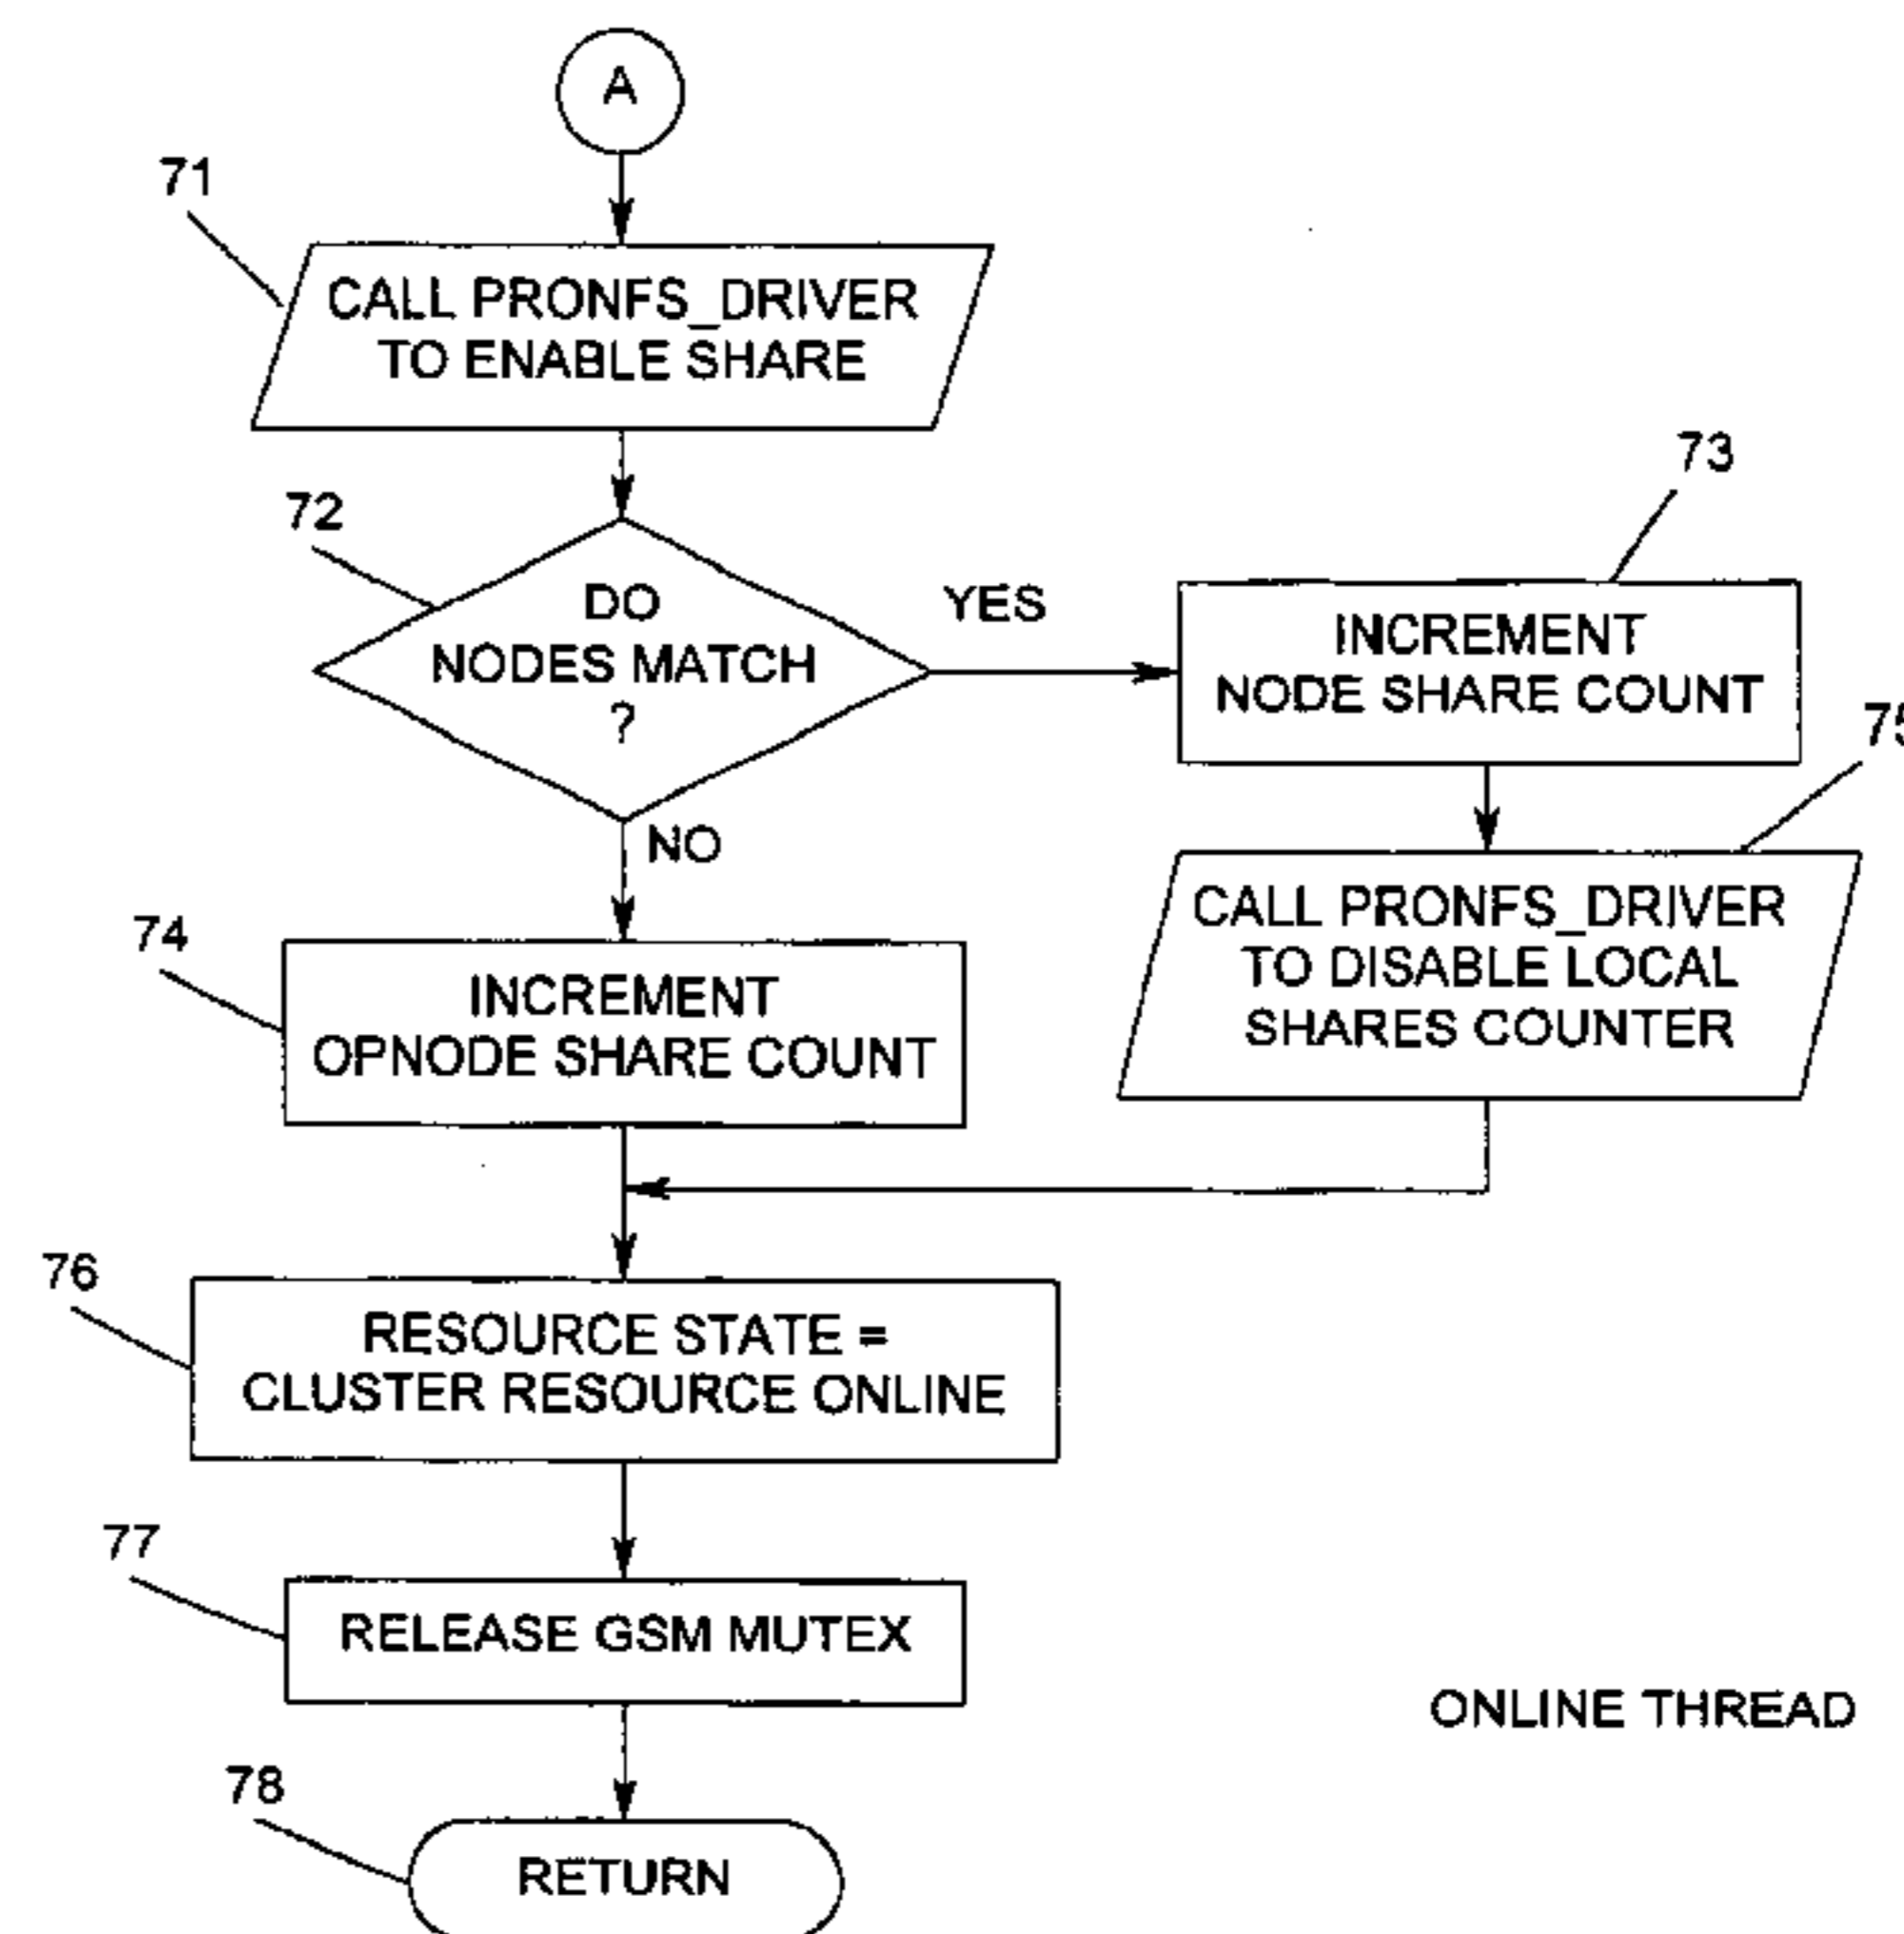 A
71
CALL PRONFS_DRIVER
TO ENABLE SHARE
72
DO
NODES MATCH
?
YES
NO
73
INCREMENT
NODE SHARE COUNT
75
CALL PRONFS_DRIVER
TO DISABLE LOCAL
SHARES COUNTER
74
INCREMENT
OPNODE SHARE COUNT
76
RESOURCE STATE =
CLUSTER RESOURCE ONLINE
77
RELEASE GSM MUTEX
ONLINE THREAD
78
RETURN